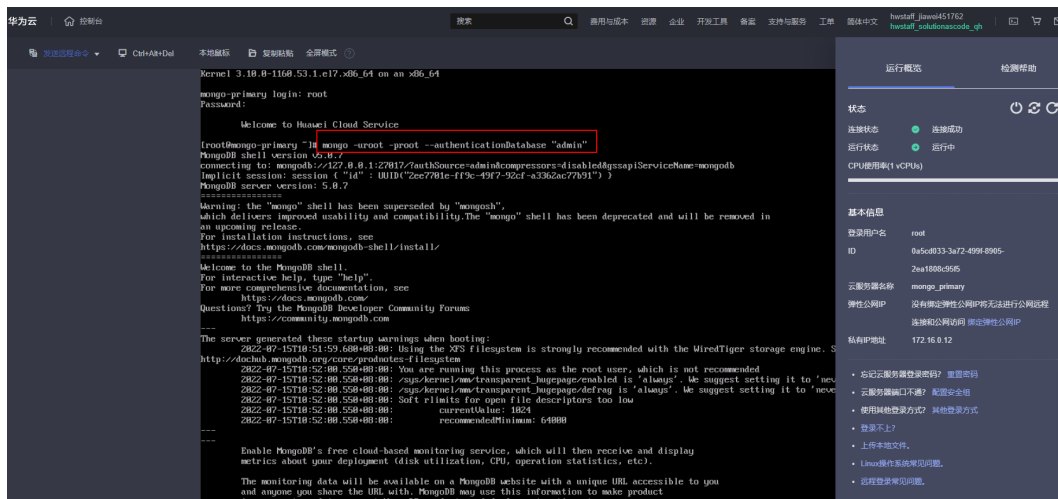 华为云 控制台 搜索 费用与成本 资源 企业 开发工具 备案 支持与服务 工单 简体中文 hwstaff_jiawei451762
hwstaff_solutionsascode_qh
发送远程命令 Ctrl+Alt+Del 本地鼠标 复制粘贴 全屏模式
Kernel 3.10.0-1160.53.1.el7.x86_64 on an x86_64
mongo-primary login: root
Password:
Welcome to Huawei Cloud Service
[root@mongo-primary ~]# mongo -uroot -proot --authenticationDatabase "admin"
MongoDB shell version v5.0.7
connecting to: mongodb://127.0.0.1:27017/?authSource=admin&compressors=disabled&gssapiServiceName=mongodb
Implicit session: session { "id" : UUID("2ee7701e-ff9c-49f7-92cf-a3362ac77b91") }
MongoDB server version: 5.0.7
================
Warning: the "mongo" shell has been superseded by "mongosh",
which delivers improved usability and compatibility.The "mongo" shell has been deprecated and will be removed in
an upcoming release.
For installation instructions, see
https://docs.mongodb.com/mongodb-shell/install/
================
Welcome to the MongoDB shell.
For interactive help, type "help".
For more comprehensive documentation, see
https://docs.mongodb.com/
Questions? Try the MongoDB Developer Community Forums
https://community.mongodb.com
---
The server generated these startup warnings when booting:
2022-07-15T10:51:59.680+08:00: Using the XFS filesystem is strongly recommended with the WiredTiger storage engine. S
http://dochub.mongodb.org/core/prodnotes-filesystem
2022-07-15T10:52:00.550+08:00: You are running this process as the root user, which is not recommended
2022-07-15T10:52:00.550+08:00: /sys/kernel/mm/transparent_hugepage/enabled is 'always'. We suggest setting it to 'nev
2022-07-15T10:52:00.550+08:00: /sys/kernel/mm/transparent_hugepage/defrag is 'always'. We suggest setting it to 'neve
2022-07-15T10:52:00.550+08:00: Soft rlimits for open file descriptors too low
2022-07-15T10:52:00.550+08:00: currentValue: 1024
2022-07-15T10:52:00.550+08:00: recommendedMinimum: 64000
---
---
Enable MongoDB's free cloud-based monitoring service, which will then receive and display
metrics about your deployment (disk utilization, CPU, operation statistics, etc).
The monitoring data will be available on a MongoDB website with a unique URL accessible to you
and anyone you share the URL with. MongoDB may use this information to make product
运行概览 检测帮助
状态
连接状态 连接成功
运行状态 运行中
CPU使用率(1 vCPUs)
基本信息
登录用户名 root
ID 0a5cd033-3a72-499f-8905-
2ea1808c95f5
云服务器名称 mongo_primary
弹性公网IP 没有绑定弹性公网IP将无法进行公网远程
连接和公网访问 绑定弹性公网IP
私有IP地址 172.16.0.12
• 忘记云服务器登录密码? 重置密码
• 云服务器端口不通? 配置安全组
• 使用其他登录方式? 其他登录方式
• 登录不上?
• 上传本地文件。
• Linux操作系统常见问题。
• 远程登录常见问题。